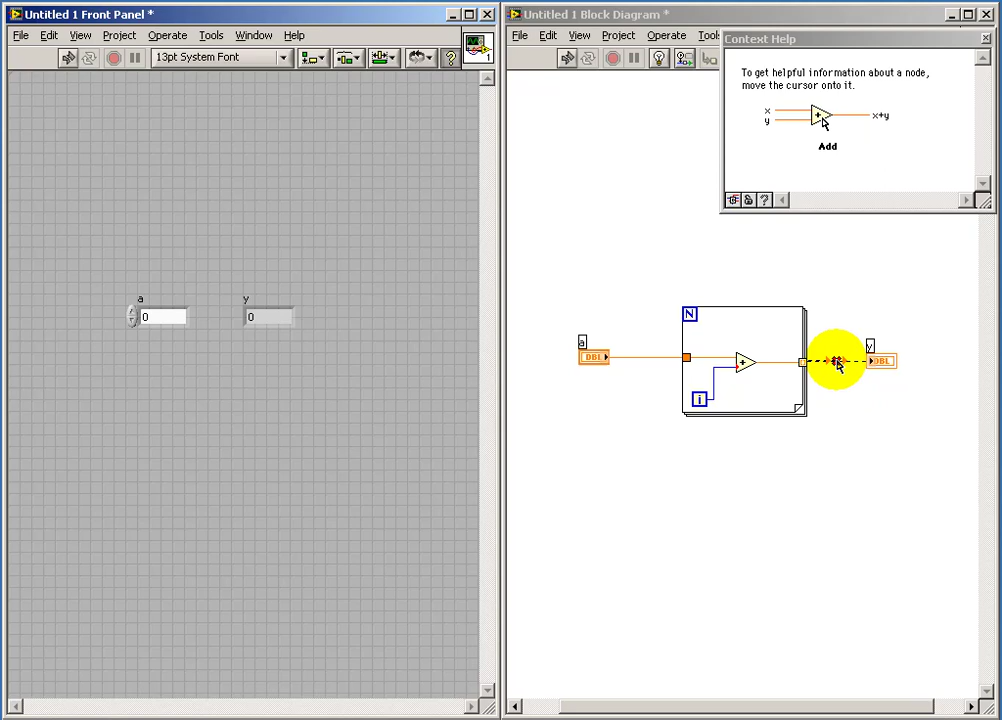 Untitled 1 Front Panel *
File Edit View Project Operate Tools Window Help
13pt System Font
1
a
0
y
0
Untitled 1 Block Diagram *
File Edit View Project Operate Tools
Context Help
To get helpful information about a node,
move the cursor onto it.
x
y
+
x+y
Add
?
N
a
DBL
+
i
y
DBL